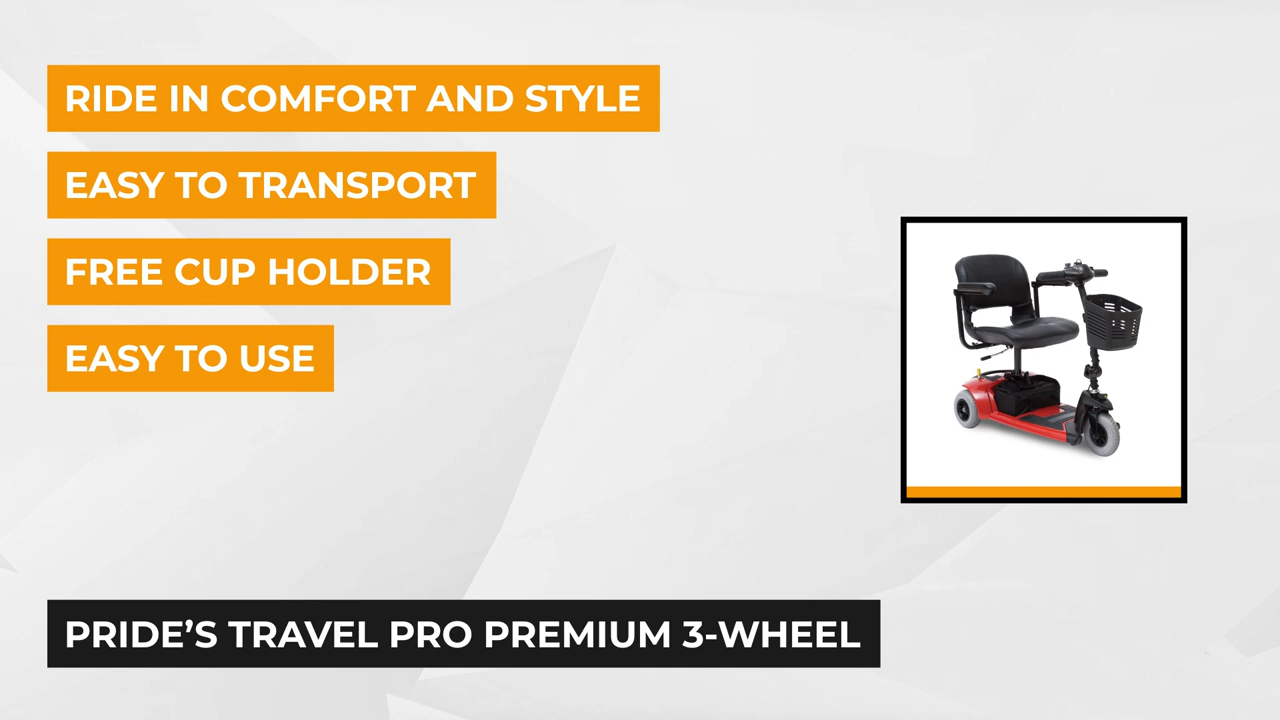 RIDE IN COMFORT AND STYLE
EASY TO TRANSPORT
FREE CUP HOLDER
EASY TO USE
PRIDE’S TRAVEL PRO PREMIUM 3-WHEEL